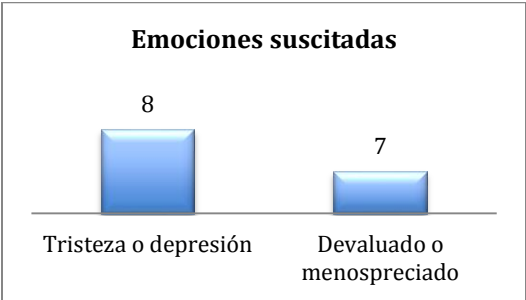 Emociones suscitadas
8
7
Tristeza o depresión
Devaluado o
menospreciado